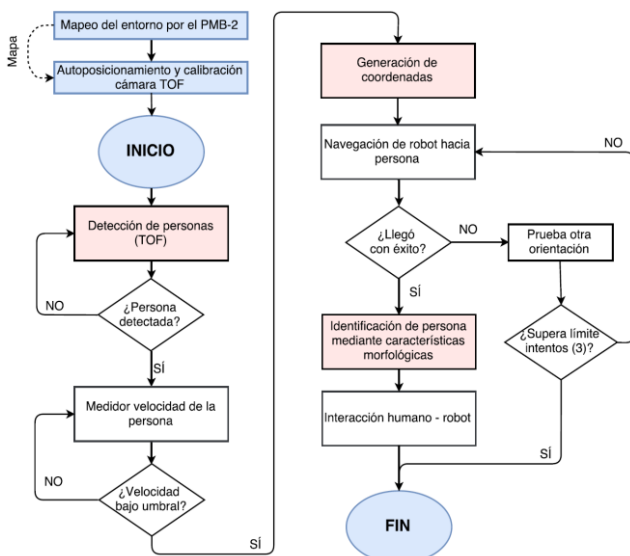 Mapeo del entorno por el PMB-2
Mapa
Autoposicionamiento y calibración
cámara TOF
INICIO
Detección de personas
(TOF)
NO
¿Persona
detectada?
SÍ
Medidor velocidad de la
persona
NO
¿Velocidad
bajo umbral?
SÍ
Generación de
coordenadas
Navegación de robot hacia
persona
NO
¿Llegó
con éxito?
NO
Prueba otra
orientación
SÍ
¿Supera límite
intentos (3)?
Identificación de persona
mediante características
morfológicas
Interacción humano - robot
SÍ
FIN